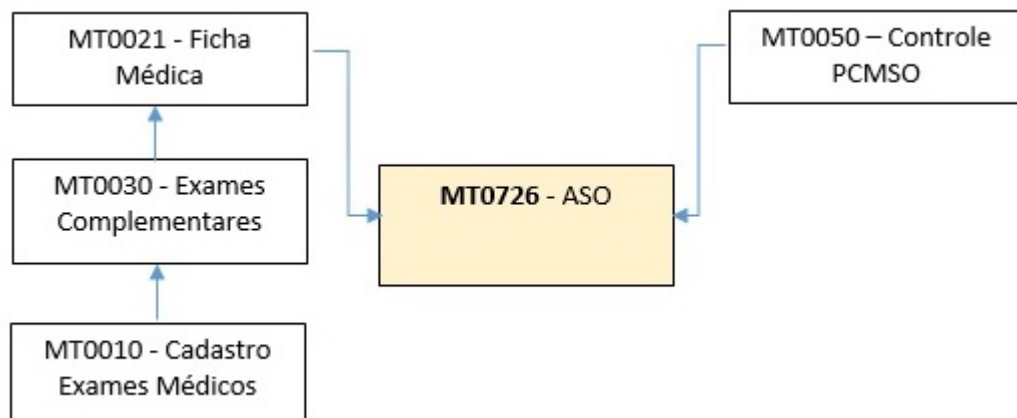 MT0021 - Ficha
Médica
MT0050 – Controle
PCMSO
MT0030 - Exames
Complementares
MT0726 - ASO
MT0010 - Cadastro
Exames Médicos